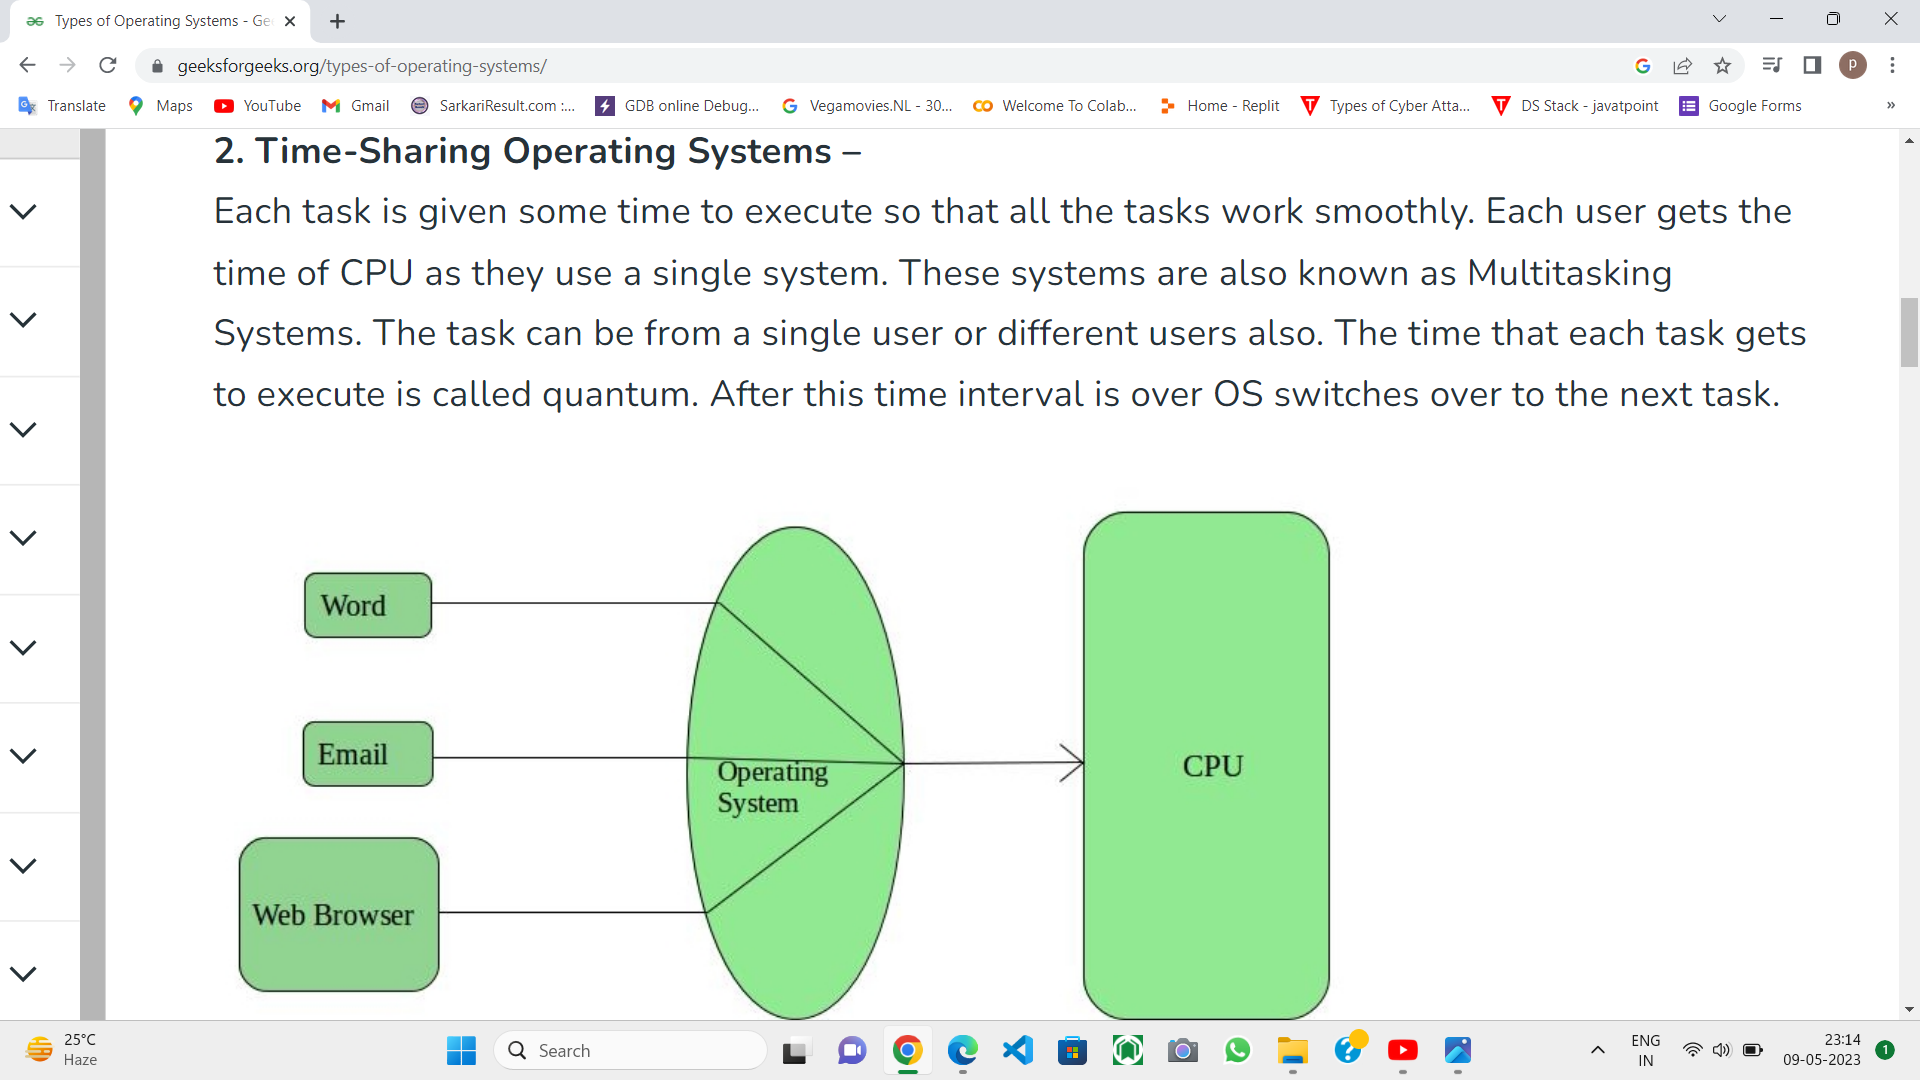 Types of Operating Systems - Ge
geeksforgeeks.org/types-of-operating-systems/
P
Translate Maps YouTube Gmail SarkariResult.com :... GDB online Debug... Vegamovies.NL - 30... Welcome To Colab... Home - Replit Types of Cyber Atta... DS Stack - javatpoint Google Forms »
2. Time-Sharing Operating Systems –
Each task is given some time to execute so that all the tasks work smoothly. Each user gets the
time of CPU as they use a single system. These systems are also known as Multitasking
Systems. The task can be from a single user or different users also. The time that each task gets
to execute is called quantum. After this time interval is over OS switches over to the next task.
Word
Email
Operating
System
CPU
Web Browser
25°C
Haze
Search
ENG
IN
23:14
09-05-2023
1